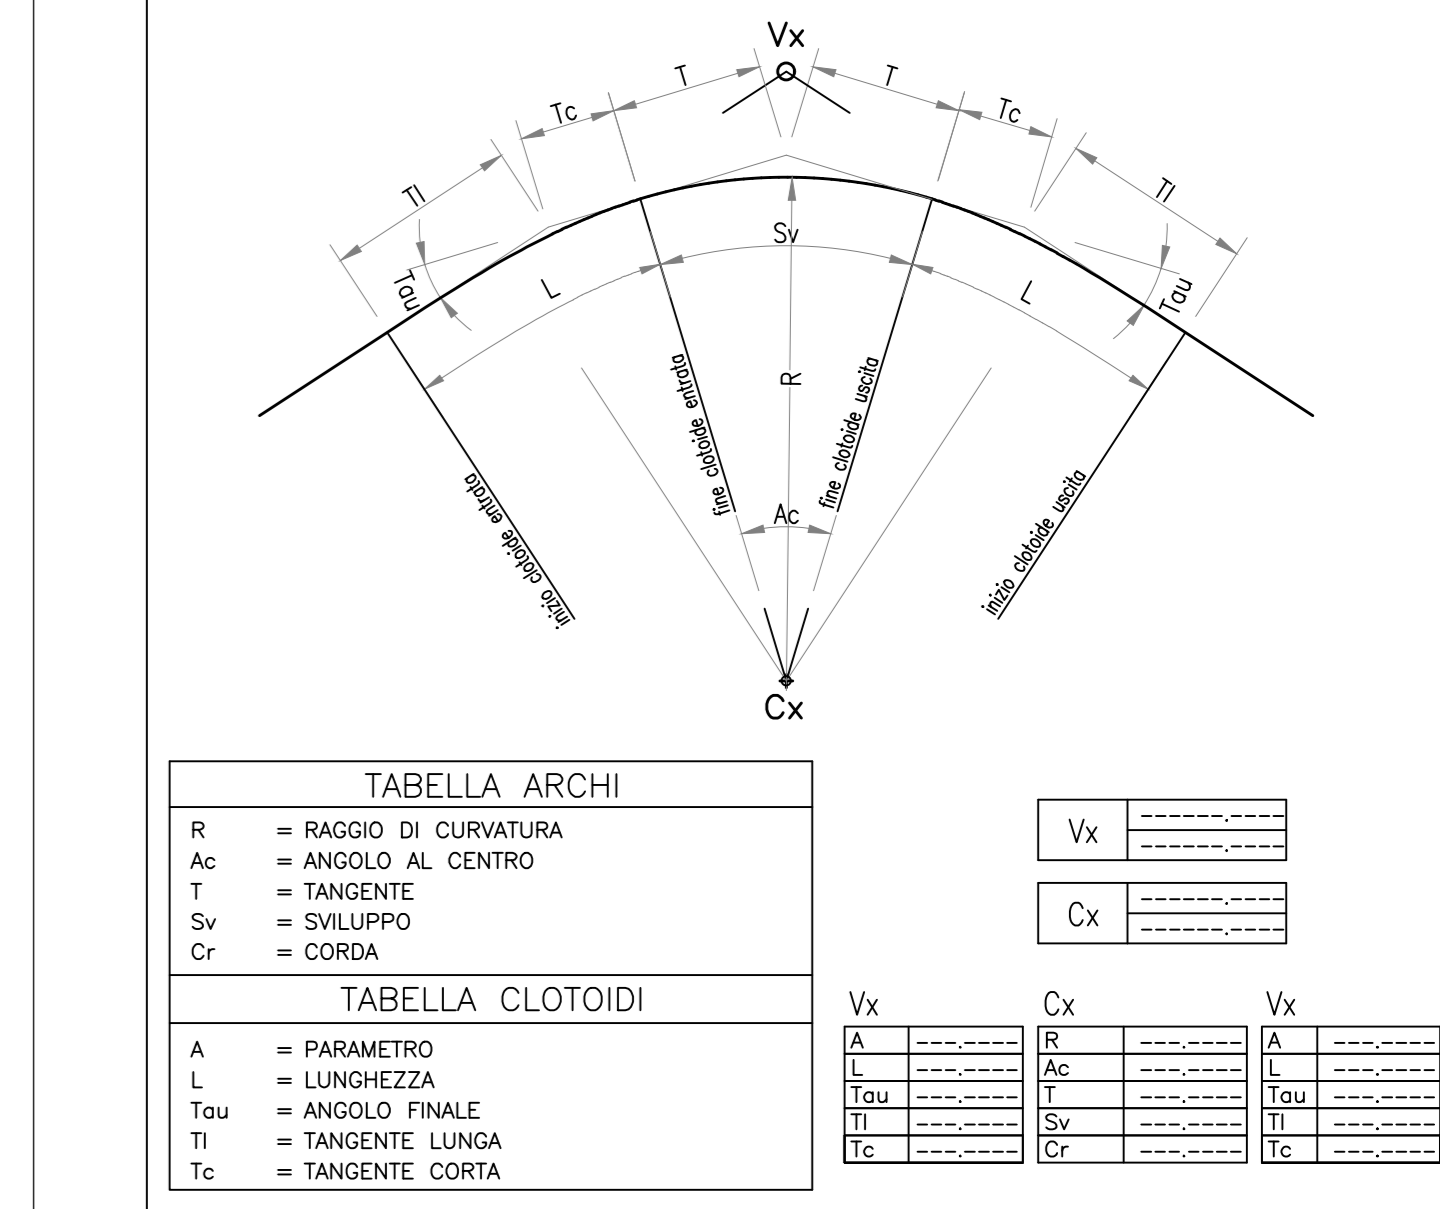 Vx
T
T
Tc
Tc
Tl
Tl
Sv
Tau
Tau
L
L
R
fine clotoide entrata
fine clotoide uscita
inizio clotoide entrata
inizio clotoide uscita
Ac
Cx
TABELLA ARCHI
R = RAGGIO DI CURVATURA
Ac = ANGOLO AL CENTRO
T = TANGENTE
Sv = SVILUPPO
Cr = CORDA
TABELLA CLOTOIDI
A = PARAMETRO
L = LUNGHEZZA
Tau = ANGOLO FINALE
Tl = TANGENTE LUNGA
Tc = TANGENTE CORTA
Vx ------.----
------.----
Cx ------.----
------.----
Vx
A ---.----
L ---.----
Tau ---.----
Tl ---.----
Tc ---.----
Cx
R ---.----
Ac ---.----
T ---.----
Sv ---.----
Cr ---.----
Vx
A ---.----
L ---.----
Tau ---.----
Tl ---.----
Tc ---.----